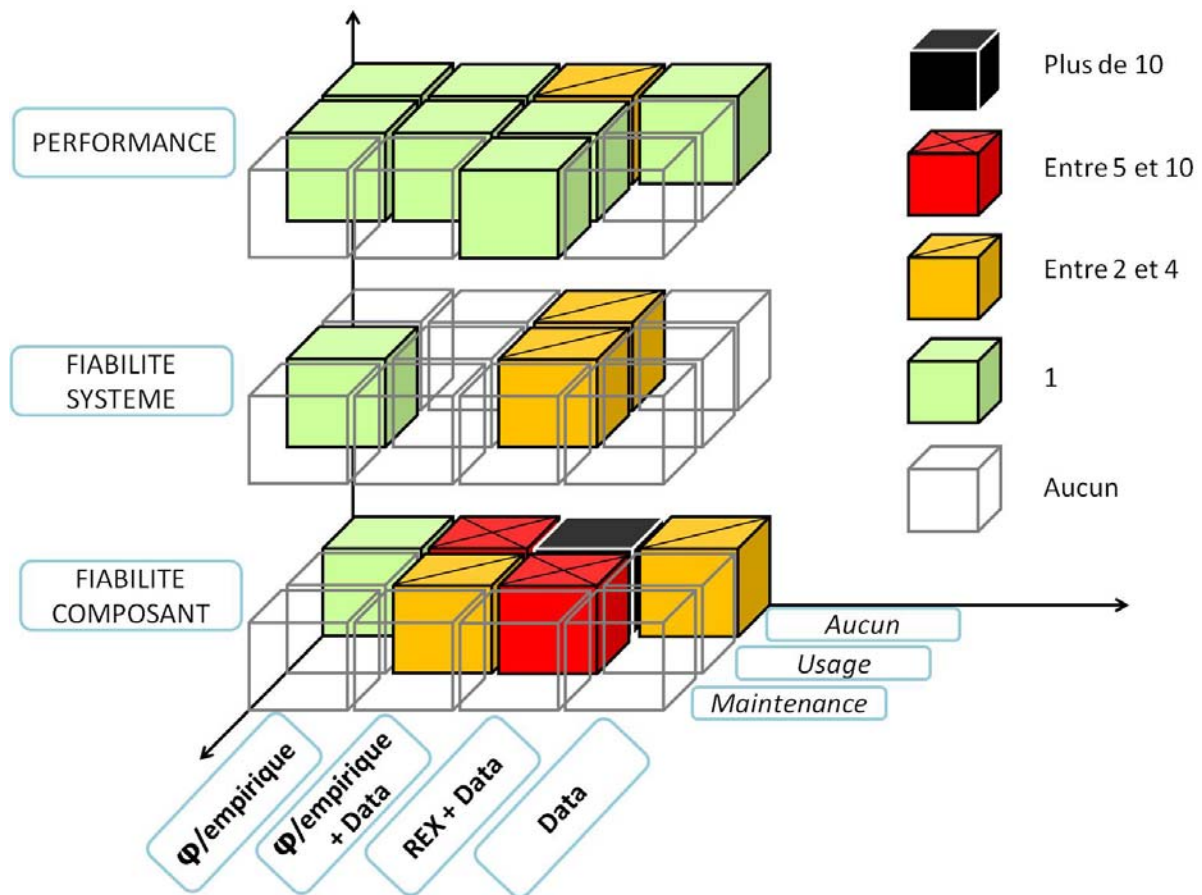 Plus de 10
PERFORMANCE
Entre 5 et 10
Entre 2 et 4
FIABILITE
SYSTEME
1
Aucun
FIABILITE
COMPOSANT
Aucun
Usage
Maintenance
φ/empirique
φ/empirique
+ Data
REX + Data
Data